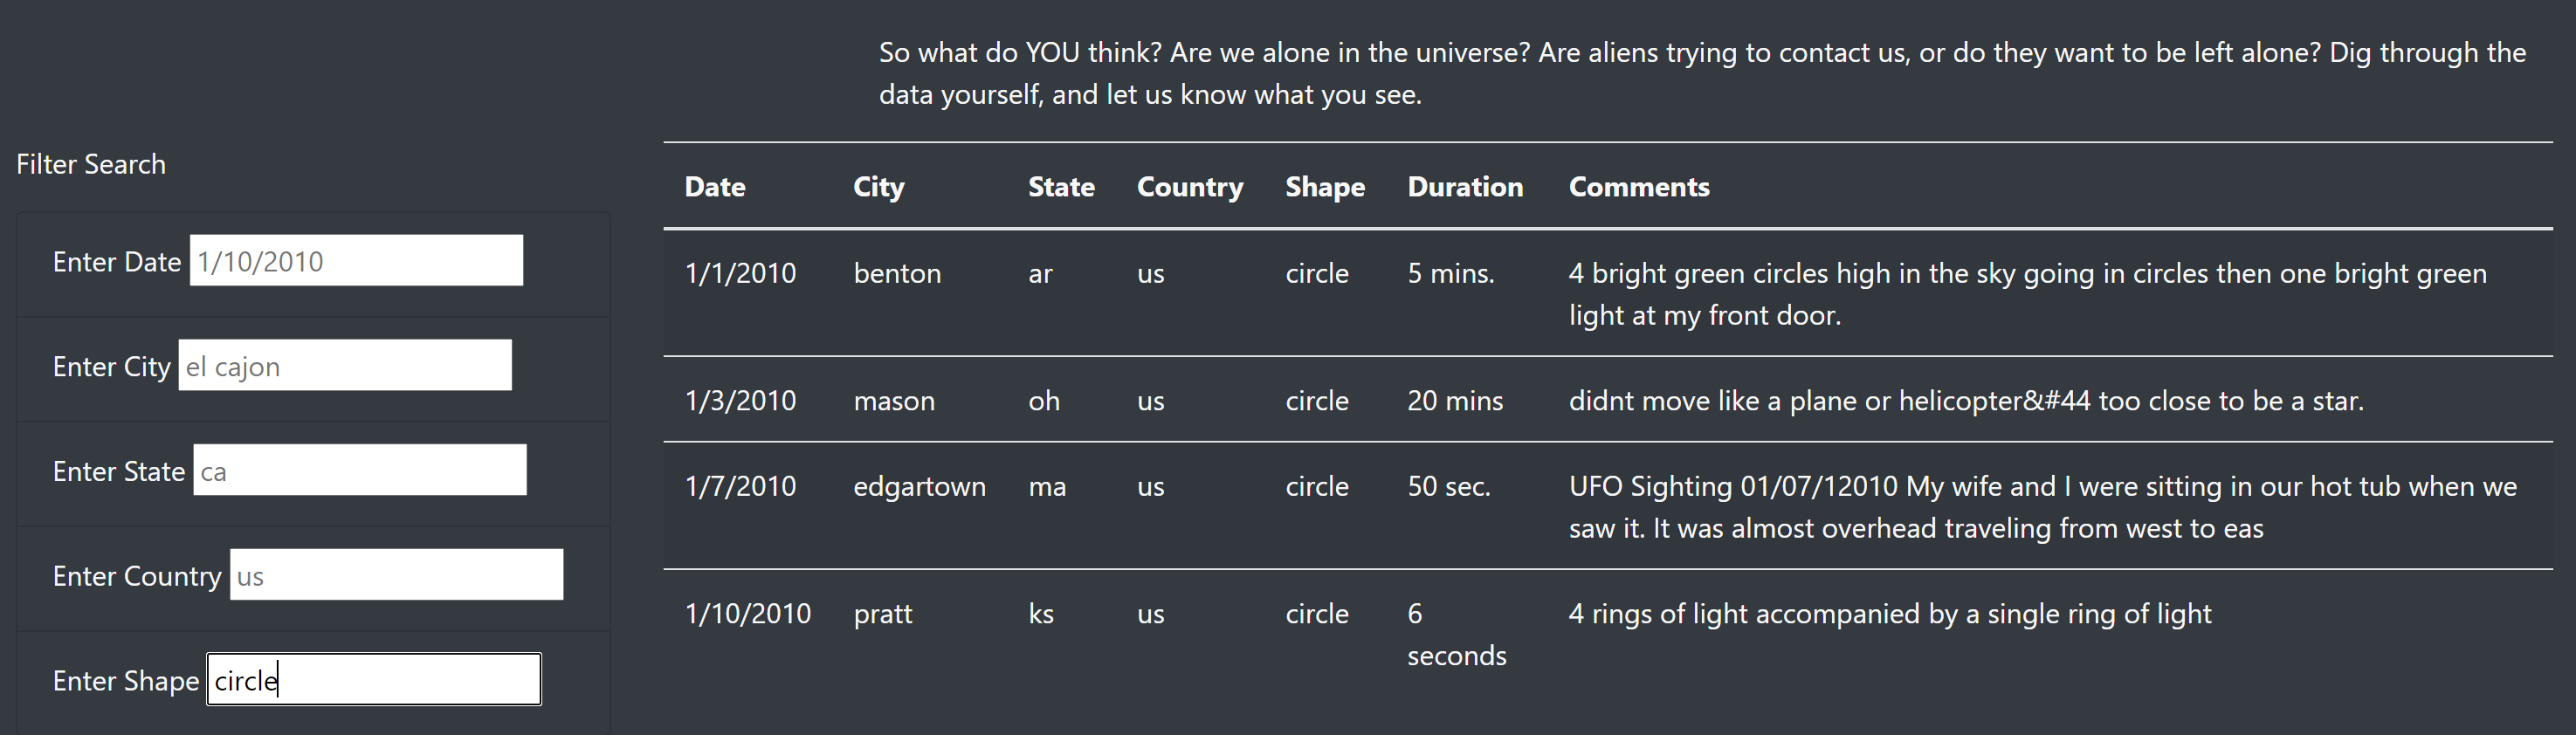 So what do YOU think? Are we alone in the universe? Are aliens trying to contact us, or do they want to be left alone? Dig through the
data yourself, and let us know what you see.
Filter Search
Enter Date 1/10/2010
Enter City el cajon
Enter State ca
Enter Country us
Enter Shape circle
Date City State Country Shape Duration Comments
1/1/2010 benton ar us circle 5 mins. 4 bright green circles high in the sky going in circles then one bright green
light at my front door.
1/3/2010 mason oh us circle 20 mins didnt move like a plane or helicopter&#44 too close to be a star.
1/7/2010 edgartown ma us circle 50 sec. UFO Sighting 01/07/12010 My wife and I were sitting in our hot tub when we
saw it. It was almost overhead traveling from west to eas
1/10/2010 pratt ks us circle 6 4 rings of light accompanied by a single ring of light
seconds